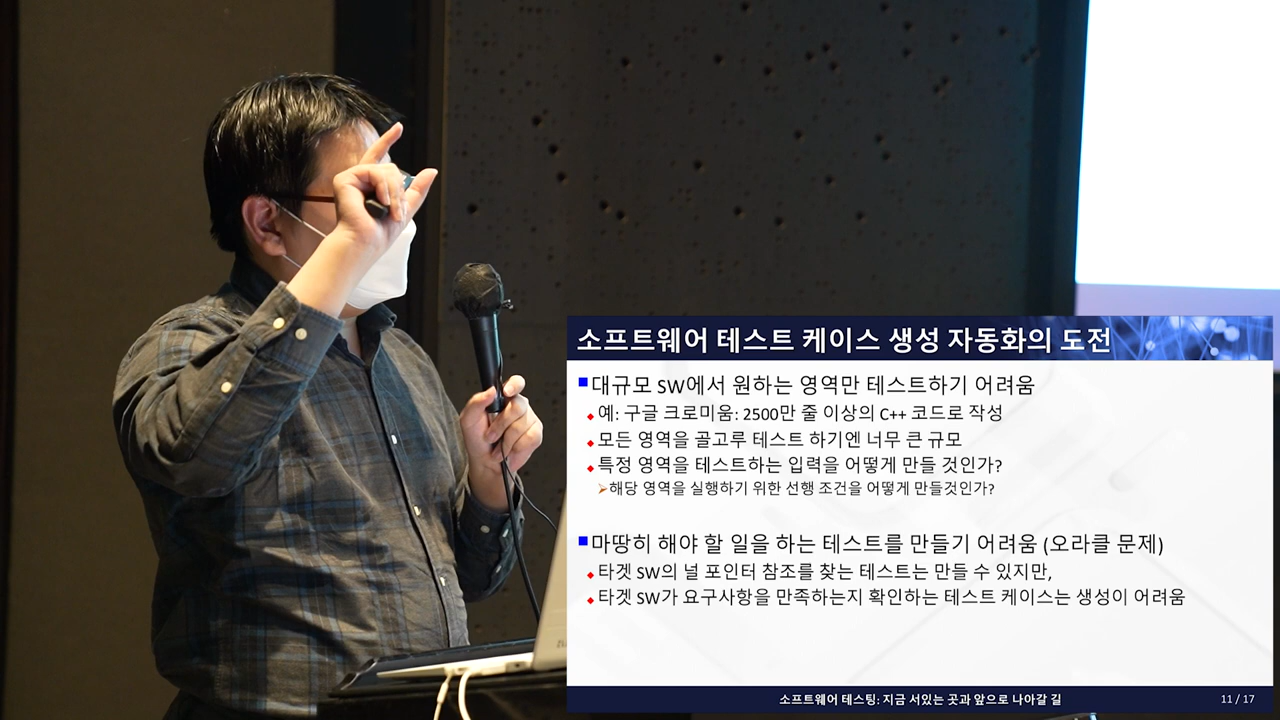 소프트웨어 테스트 케이스 생성 자동화의 도전
대규모 SW에서 원하는 영역만 테스트하기 어려움
예: 구글 크로미움: 2500만 줄 이상의 C++ 코드로 작성
모든 영역을 골고루 테스트 하기엔 너무 큰 규모
특정 영역을 테스트하는 입력을 어떻게 만들 것인가?
해당 영역을 실행하기 위한 선행 조건을 어떻게 만들것인가?
마땅히 해야 할 일을 하는 테스트를 만들기 어려움 (오라클 문제)
타겟 SW의 널 포인터 참조를 찾는 테스트는 만들 수 있지만,
타겟 SW가 요구사항을 만족하는지 확인하는 테스트 케이스는 생성이 어려움
소프트웨어 테스팅: 지금 서있는 곳과 앞으로 나아갈 길
11 / 17